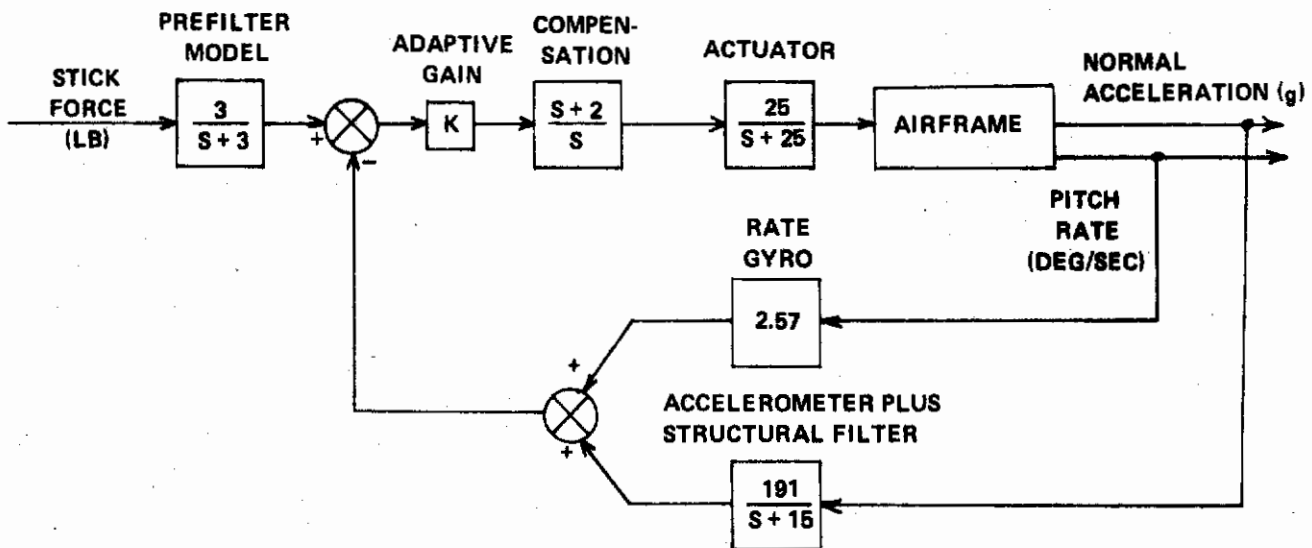 PREFILTER
MODEL
STICK
FORCE
(LB)
3
S + 3
+
−
ADAPTIVE
GAIN
K
COMPEN-
SATION
S + 2
S
ACTUATOR
25
S + 25
AIRFRAME
NORMAL
ACCELERATION (g)
PITCH
RATE
(DEG/SEC)
RATE
GYRO
2.57
+
+
ACCELEROMETER PLUS
STRUCTURAL FILTER
191
S + 15